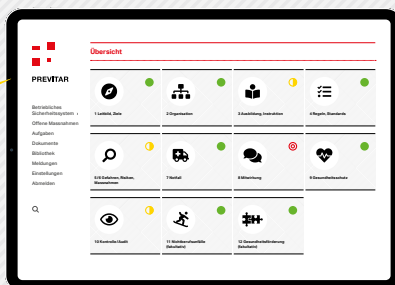 Übersicht
PREVITAR
Betriebliches
Sicherheitssystem ›
Offene Massnahmen
Aufgaben
Dokumente
Bibliothek
Meldungen
Einstellungen
Abmelden
1 Leitbild, Ziele
2 Organisation
3 Ausbildung, Instruktion
4 Regeln, Standards
5/6 Gefahren, Risiken,
Massnahmen
7 Notfall
8 Mitwirkung
9 Gesundheitsschutz
10 Kontrolle /Audit
11 Nichtberufsunfälle
(fakultativ)
12 Gesundheitsförderung
(fakultativ)